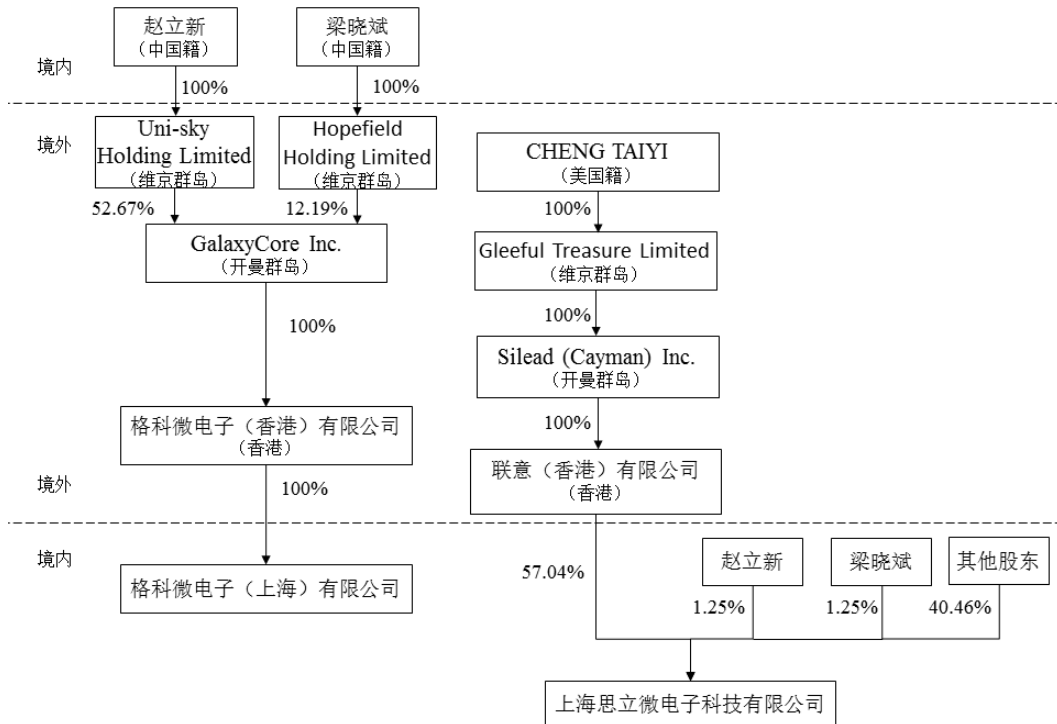 赵立新
（中国籍）
梁晓斌
（中国籍）
境内
100%
100%
境外
Uni-sky
Holding Limited
（维京群岛）
Hopefield
Holding Limited
（维京群岛）
CHENG TAIYI
（美国籍）
52.67%
12.19%
100%
GalaxyCore Inc.
（开曼群岛）
Gleeful Treasure Limited
（维京群岛）
100%
100%
Silead (Cayman) Inc.
（开曼群岛）
格科微电子（香港）有限公司
（香港）
100%
联意（香港）有限公司
（香港）
境外
100%
境内
格科微电子（上海）有限公司
57.04%
赵立新
梁晓斌
其他股东
1.25%
1.25%
40.46%
上海思立微电子科技有限公司